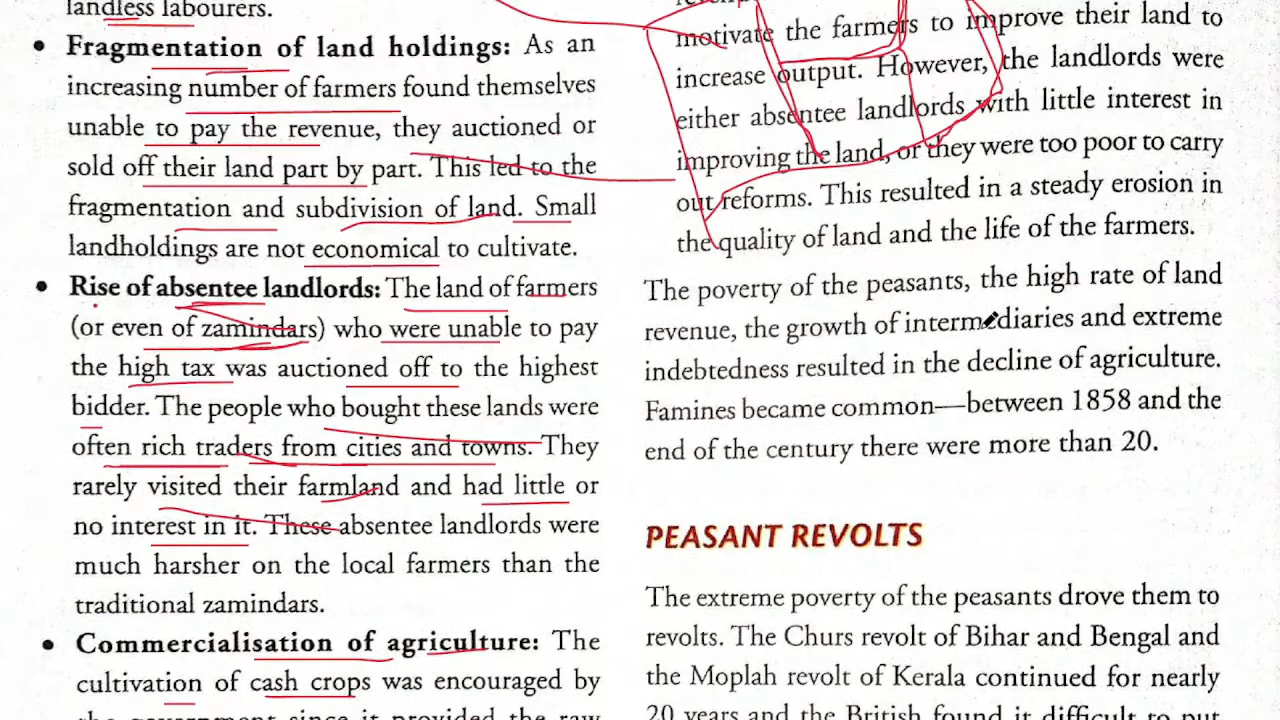 landless labourers.
• Fragmentation of land holdings: As an
increasing number of farmers found themselves
unable to pay the revenue, they auctioned or
sold off their land part by part. This led to the
fragmentation and subdivision of land. Small
landholdings are not economical to cultivate.
• Rise of absentee landlords: The land of farmers
(or even of zamindars) who were unable to pay
the high tax was auctioned off to the highest
bidder. The people who bought these lands were
often rich traders from cities and towns. They
rarely visited their farmland and had little or
no interest in it. These absentee landlords were
much harsher on the local farmers than the
traditional zamindars.
• Commercialisation of agriculture: The
cultivation of cash crops was encouraged by
the government since it provided the raw
motivate the farmers to improve their land to
increase output. However, the landlords were
either absentee landlords with little interest in
improving the land, or they were too poor to carry
out reforms. This resulted in a steady erosion in
the quality of land and the life of the farmers.
The poverty of the peasants, the high rate of land
revenue, the growth of intermediaries and extreme
indebtedness resulted in the decline of agriculture.
Famines became common—between 1858 and the
end of the century there were more than 20.
PEASANT REVOLTS
The extreme poverty of the peasants drove them to
revolts. The Churs revolt of Bihar and Bengal and
the Moplah revolt of Kerala continued for nearly
20 years and the British found it difficult to put